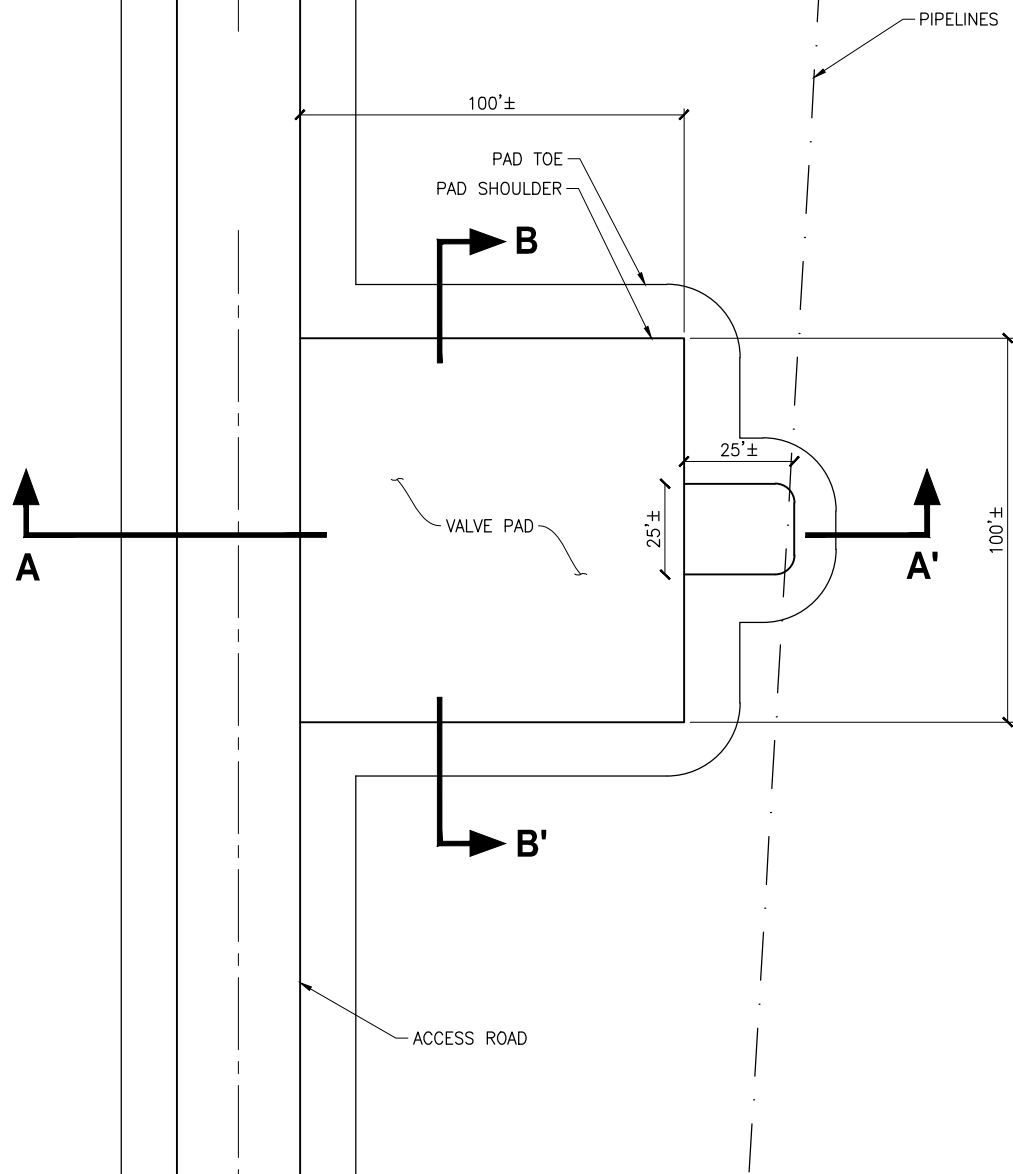 PIPELINES
100'±
PAD TOE
PAD SHOULDER
B
25'±
25'±
VALVE PAD
100'±
A
A'
B'
ACCESS ROAD